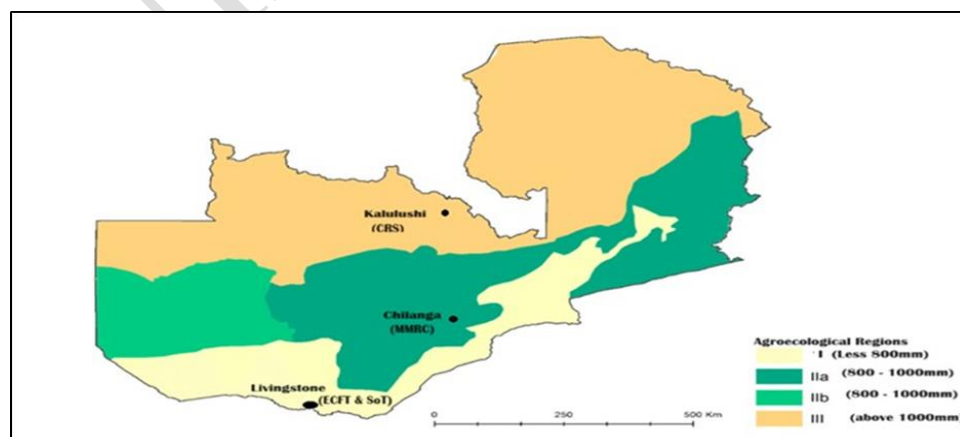 Kalulushi
(CRS)
Chilanga
(MMRC)
Livingstone
(ECFT & SoT)
0 250 500 Km
Agroecological Regions
I (Less 800mm)
IIa (800 - 1000mm)
IIb (800 - 1000mm)
III (above 1000mm)